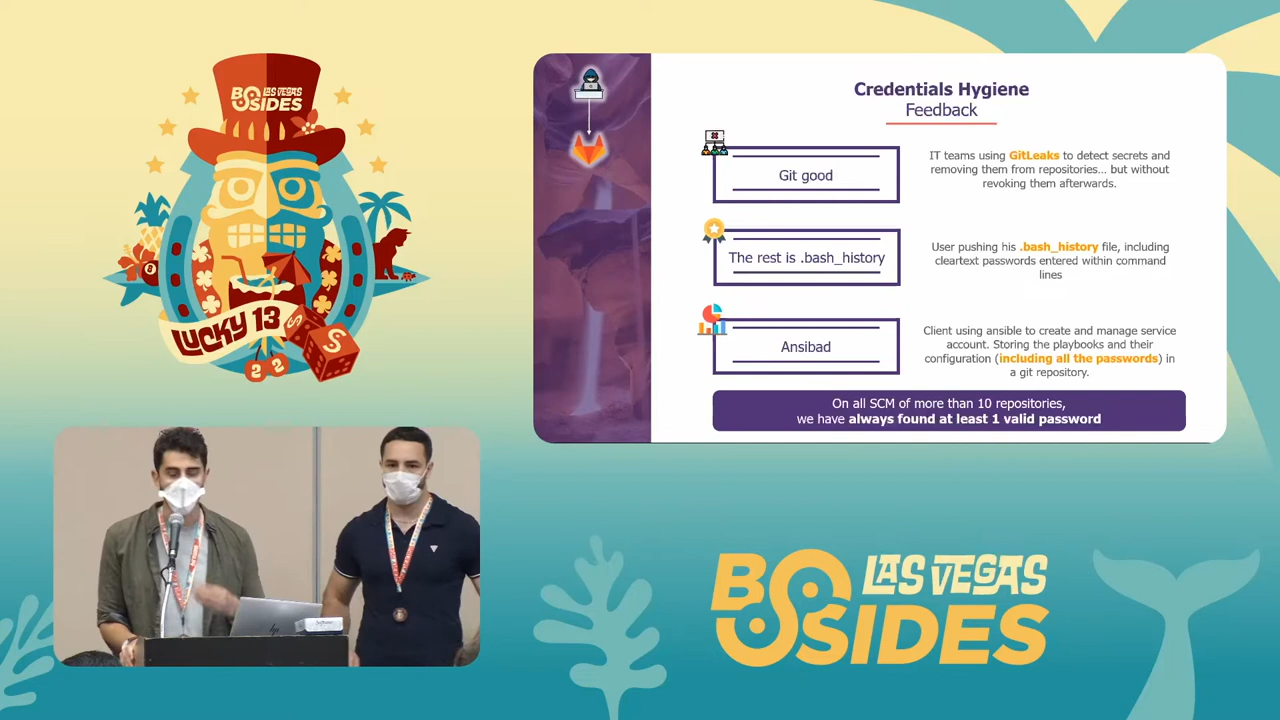 BSIDES LAS VEGAS
LUCKY 13
22
S
S
8
hp
Credentials Hygiene
Feedback
Git good
IT teams using GitLeaks to detect secrets and
removing them from repositories... but without
revoking them afterwards.
The rest is .bash_history
User pushing his .bash_history file, including
cleartext passwords entered within command
lines
Ansibad
Client using ansible to create and manage service
account. Storing the playbooks and their
configuration (including all the passwords) in
a git repository.
On all SCM of more than 10 repositories,
we have always found at least 1 valid password
BSIDES LAS VEGAS